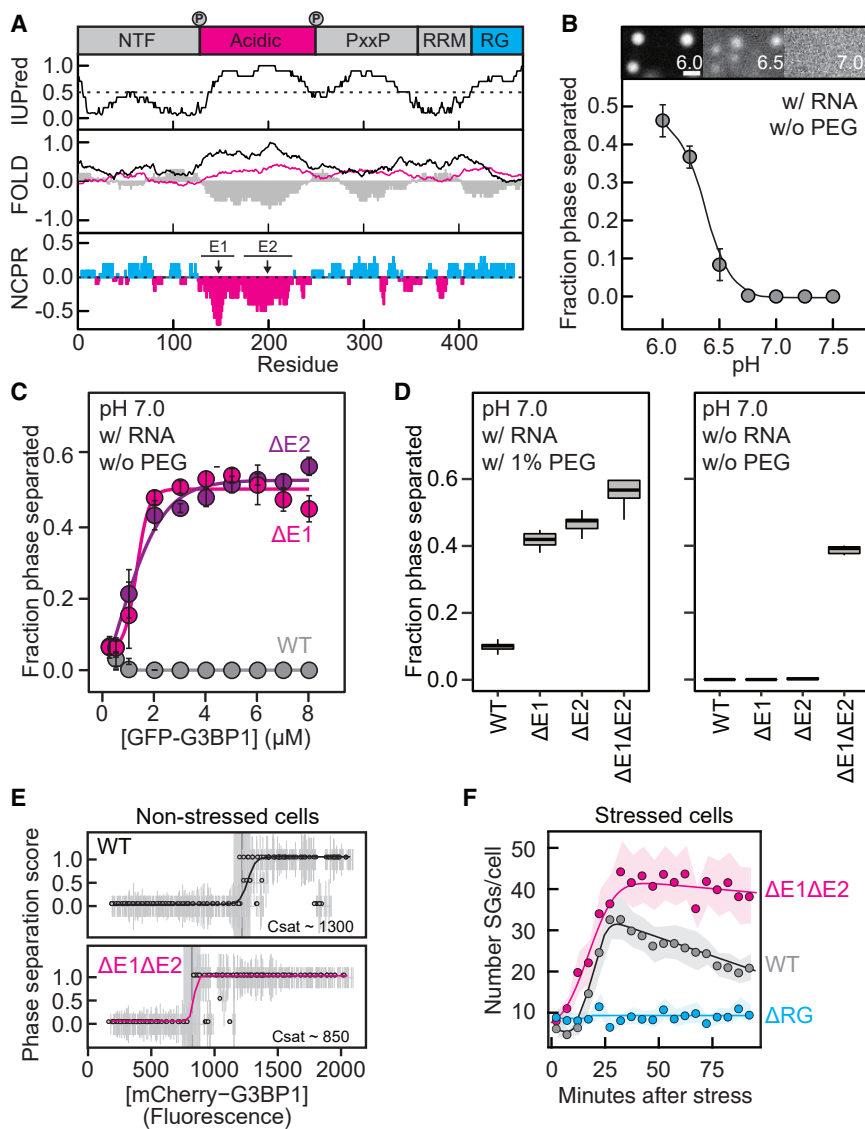 A
P
P
NTF
Acidic
PxxP
RRM
RG
IUPred
1.0
0.5
0.0
FOLD
1.0
0.0
-1.0
NCPR
0.5
0.0
-0.5
E1
E2
0
100
200
300
400
Residue
B
6.0
6.5
7.0
w/ RNA
w/o PEG
Fraction phase separated
0.5
0.4
0.3
0.2
0.1
0.0
6.0
6.5
7.0
7.5
pH
C
pH 7.0
w/ RNA
w/o PEG
ΔE2
ΔE1
WT
Fraction phase separated
0.6
0.4
0.2
0.0
0
2
4
6
8
[GFP-G3BP1] (μM)
D
pH 7.0
w/ RNA
w/ 1% PEG
pH 7.0
w/o RNA
w/o PEG
Fraction phase separated
0.6
0.4
0.2
0.0
WT
ΔE1
ΔE2
ΔE1ΔE2
WT
ΔE1
ΔE2
ΔE1ΔE2
E
Non-stressed cells
WT
Csat ~ 1300
ΔE1ΔE2
Csat ~ 850
Phase separation score
1.0
0.5
0.0
1.0
0.5
0.0
0
500
1000
1500
2000
[mCherry−G3BP1]
(Fluorescence)
F
Stressed cells
Number SGs/cell
50
40
30
20
10
ΔE1ΔE2
WT
ΔRG
0
25
50
75
Minutes after stress